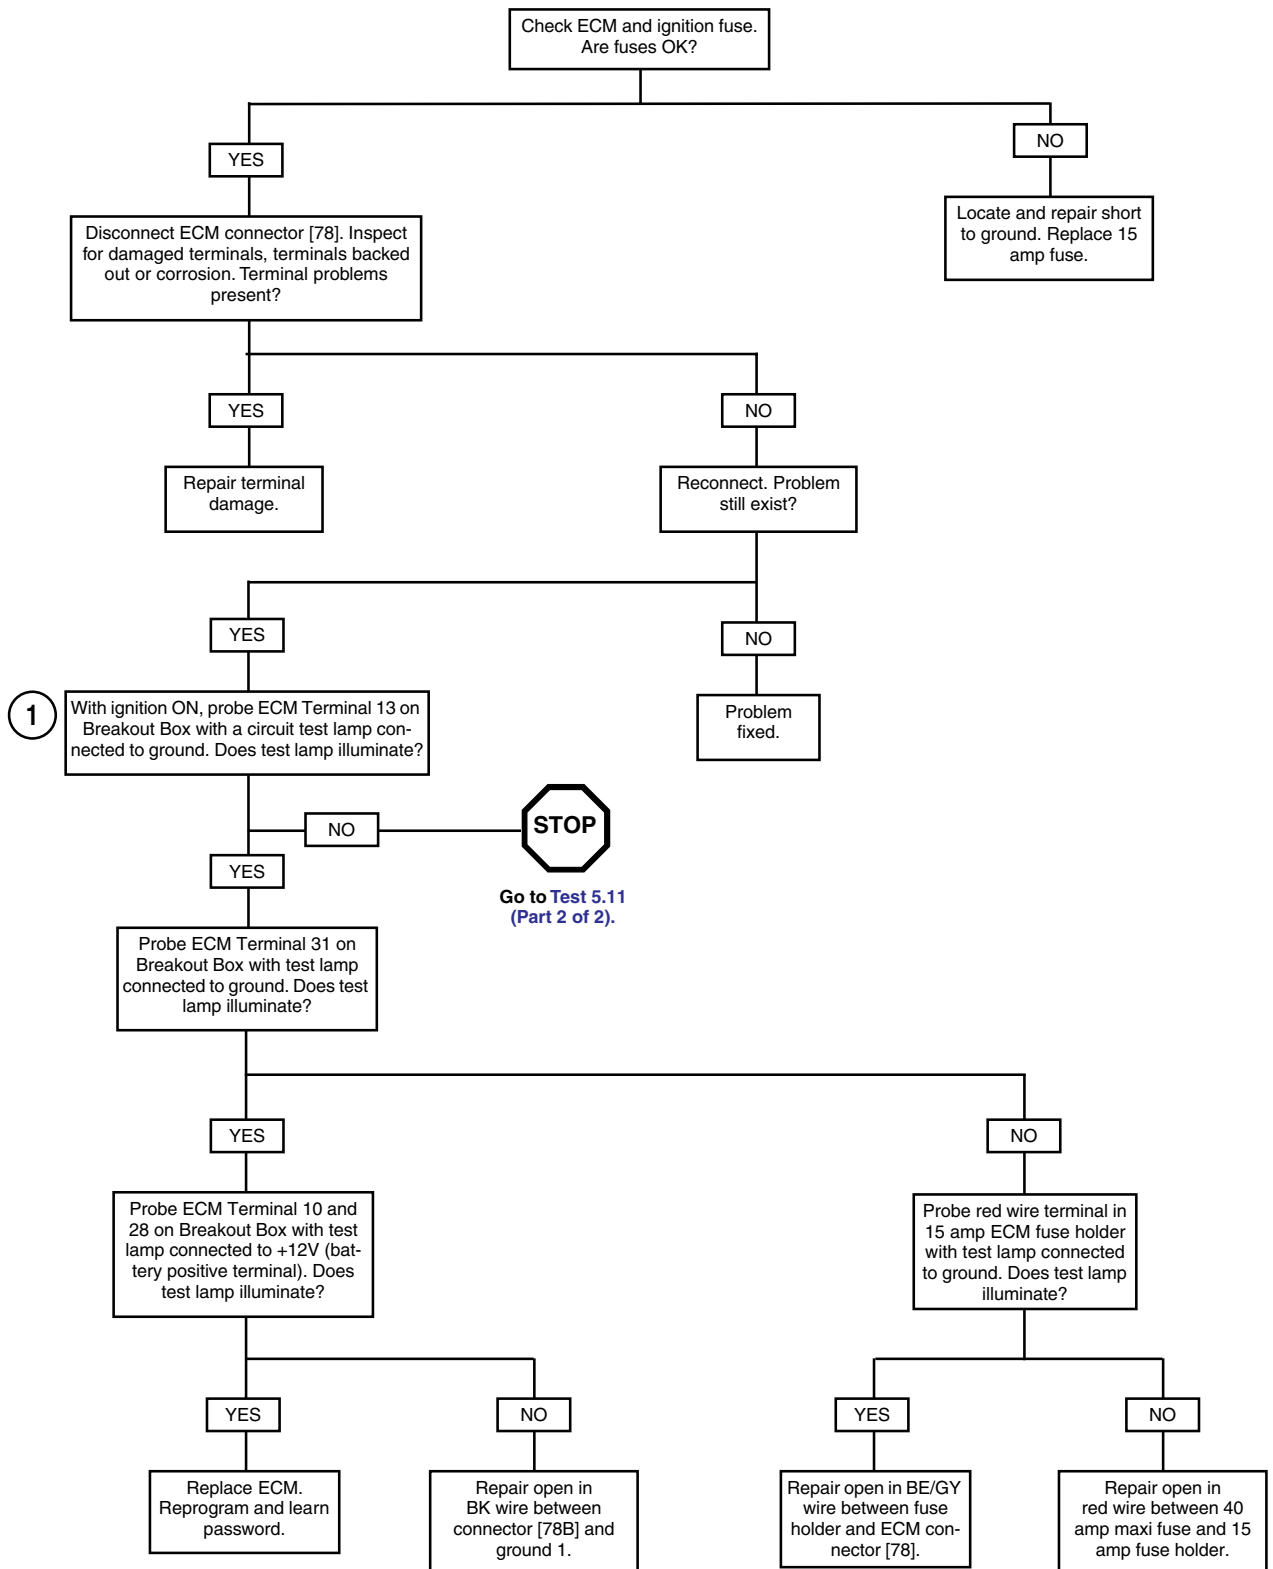 Check ECM and ignition fuse.
Are fuses OK?
YES
NO
Disconnect ECM connector [78]. Inspect
for damaged terminals, terminals backed
out or corrosion. Terminal problems
present?
Locate and repair short
to ground. Replace 15
amp fuse.
YES
NO
Repair terminal
damage.
Reconnect. Problem
still exist?
YES
NO
1
With ignition ON, probe ECM Terminal 13 on
Breakout Box with a circuit test lamp con-
nected to ground. Does test lamp illuminate?
Problem
fixed.
NO
STOP
Go to Test 5.11
(Part 2 of 2).
YES
Probe ECM Terminal 31 on
Breakout Box with test lamp
connected to ground. Does test
lamp illuminate?
YES
NO
Probe ECM Terminal 10 and
28 on Breakout Box with test
lamp connected to +12V (bat-
tery positive terminal). Does
test lamp illuminate?
Probe red wire terminal in
15 amp ECM fuse holder
with test lamp connected
to ground. Does test lamp
illuminate?
YES
NO
YES
NO
Replace ECM.
Reprogram and learn
password.
Repair open in
BK wire between
connector [78B] and
ground 1.
Repair open in BE/GY
wire between fuse
holder and ECM con-
nector [78].
Repair open in
red wire between 40
amp maxi fuse and 15
amp fuse holder.